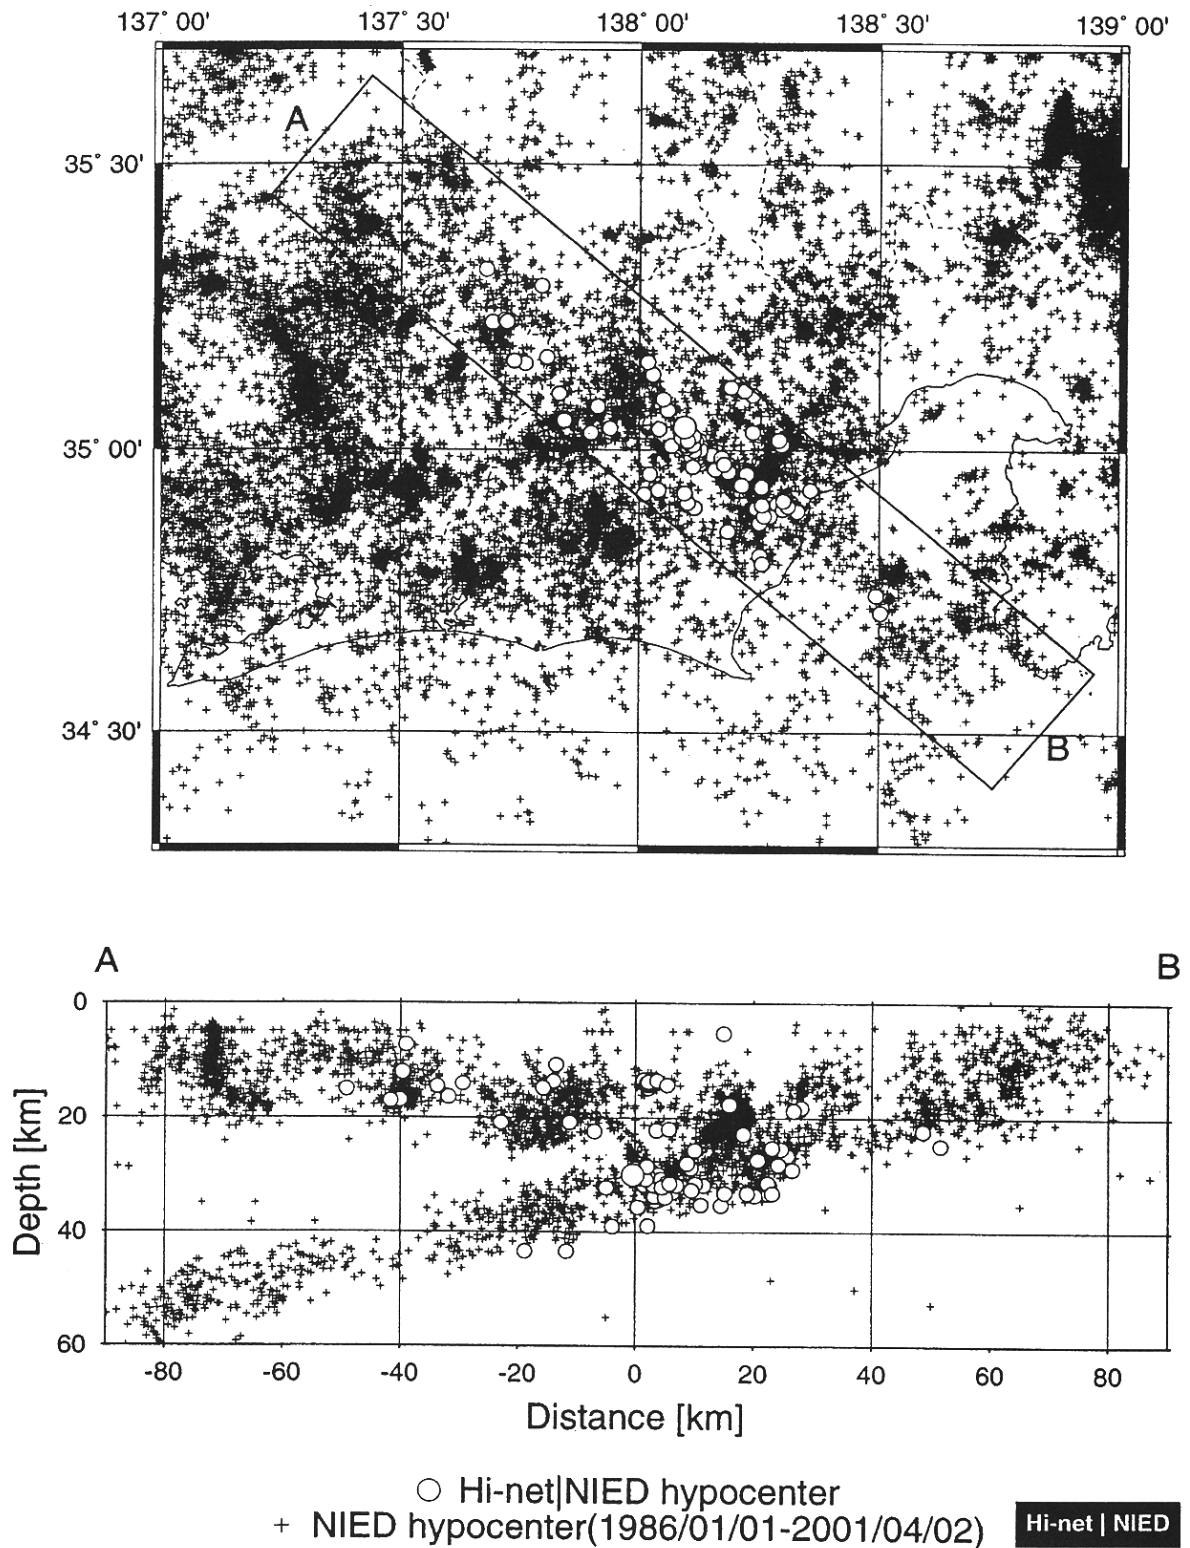 137° 00' 137° 30' 138° 00' 138° 30' 139° 00'
A
35° 30'
35° 00'
34° 30'
B
A B
0
20
40
60
Depth [km]
-80 -60 -40 -20 0 20 40 60 80
Distance [km]
Hi-net|NIED hypocenter
+ NIED hypocenter(1986/01/01-2001/04/02)
Hi-net | NIED